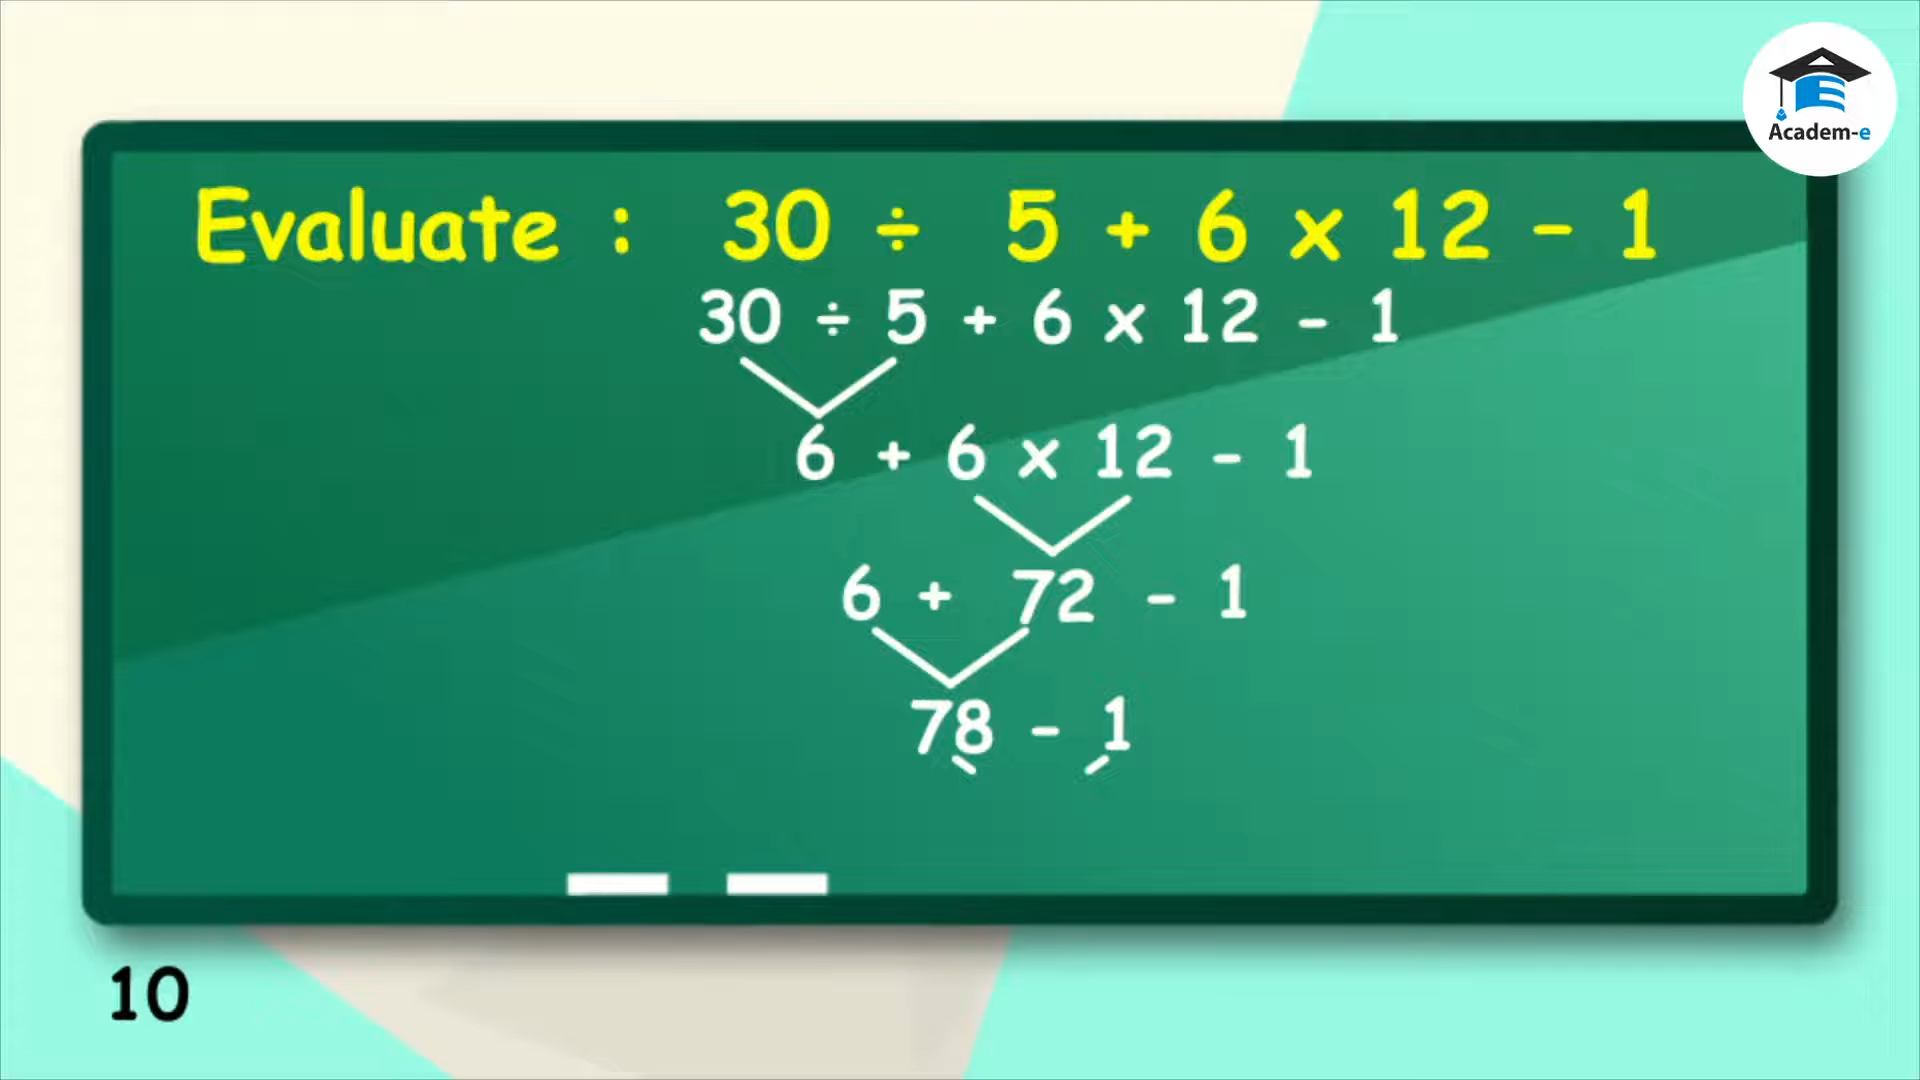 Academ-e
Evaluate : 30 ÷ 5 + 6 x 12 - 1
30 ÷ 5 + 6 x 12 - 1
6 + 6 x 12 - 1
6 + 72 - 1
78 - 1
10